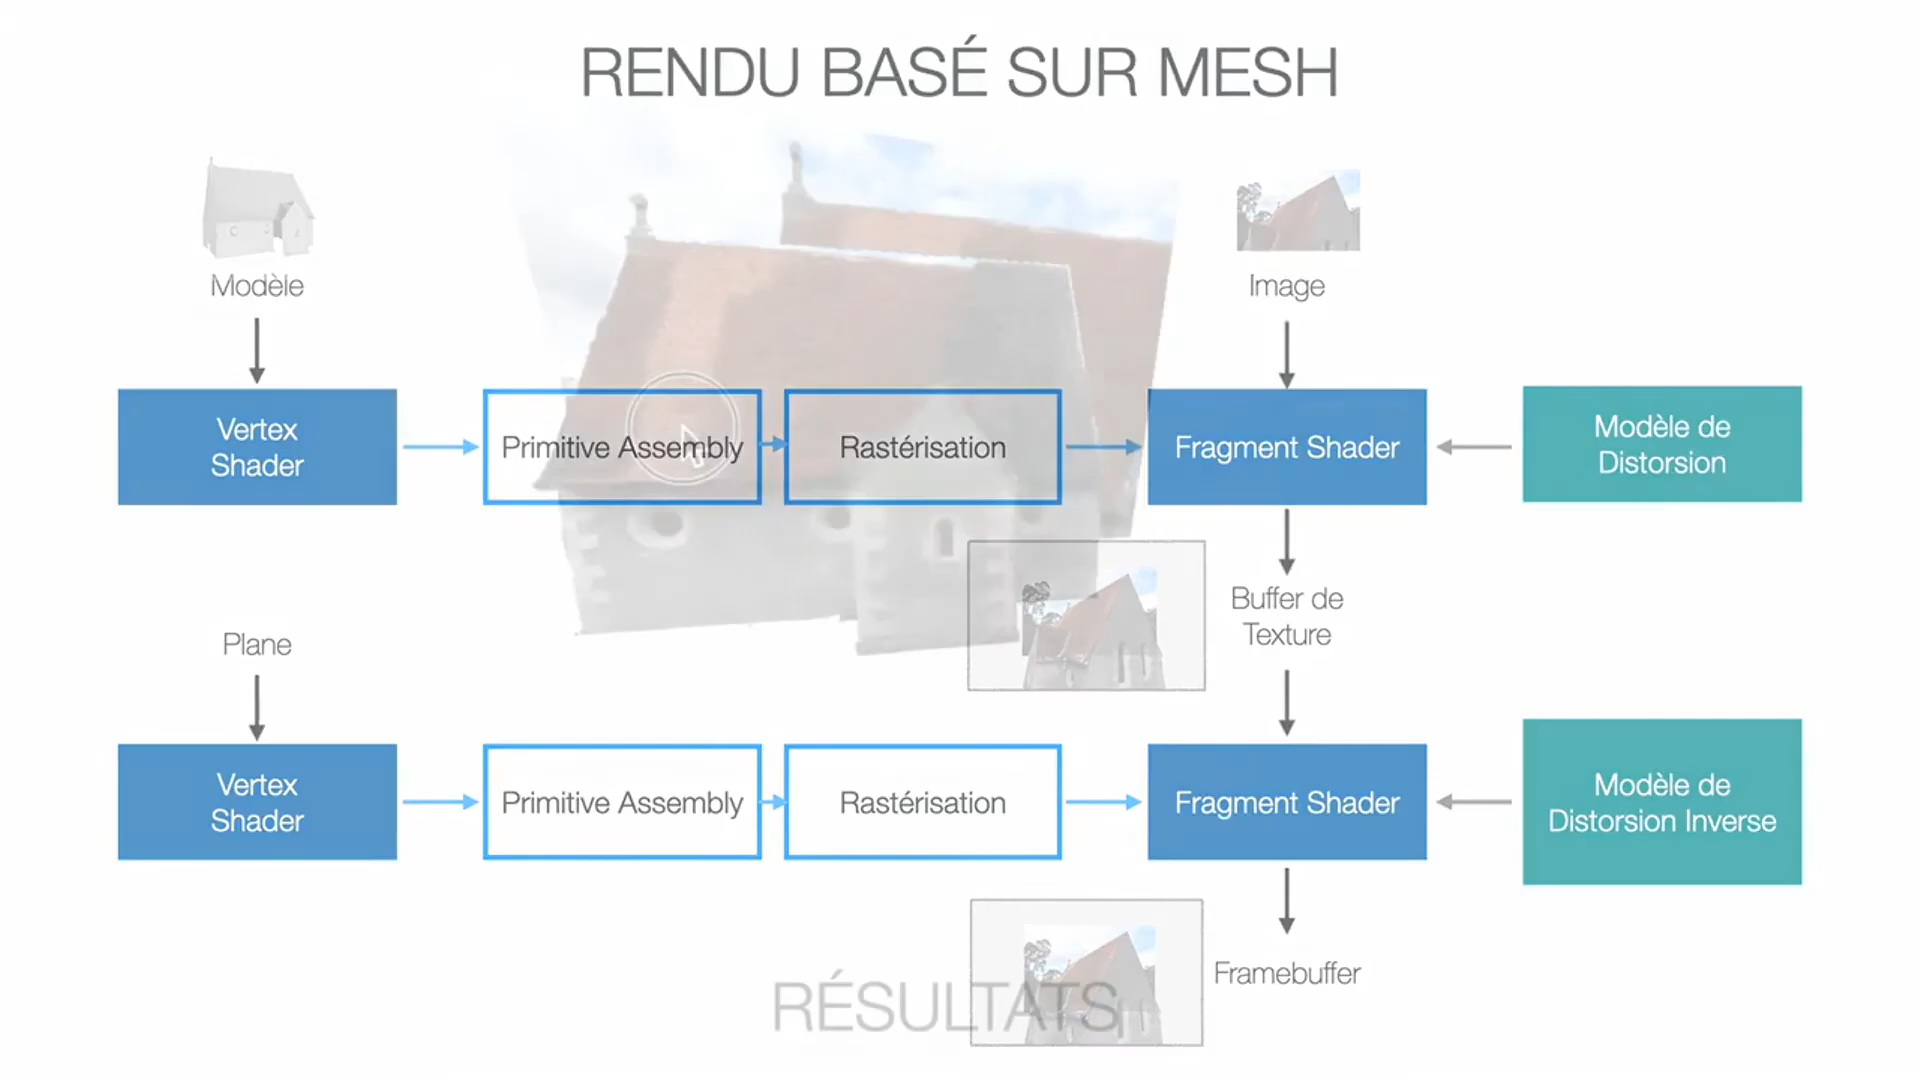 RENDU BASÉ SUR MESH
Modèle
Image
Vertex
Shader
Primitive Assembly
Rastérisation
Fragment Shader
Modèle de
Distorsion
Buffer de
Texture
Plane
Vertex
Shader
Primitive Assembly
Rastérisation
Fragment Shader
Modèle de
Distorsion Inverse
Framebuffer
RÉSULTATS